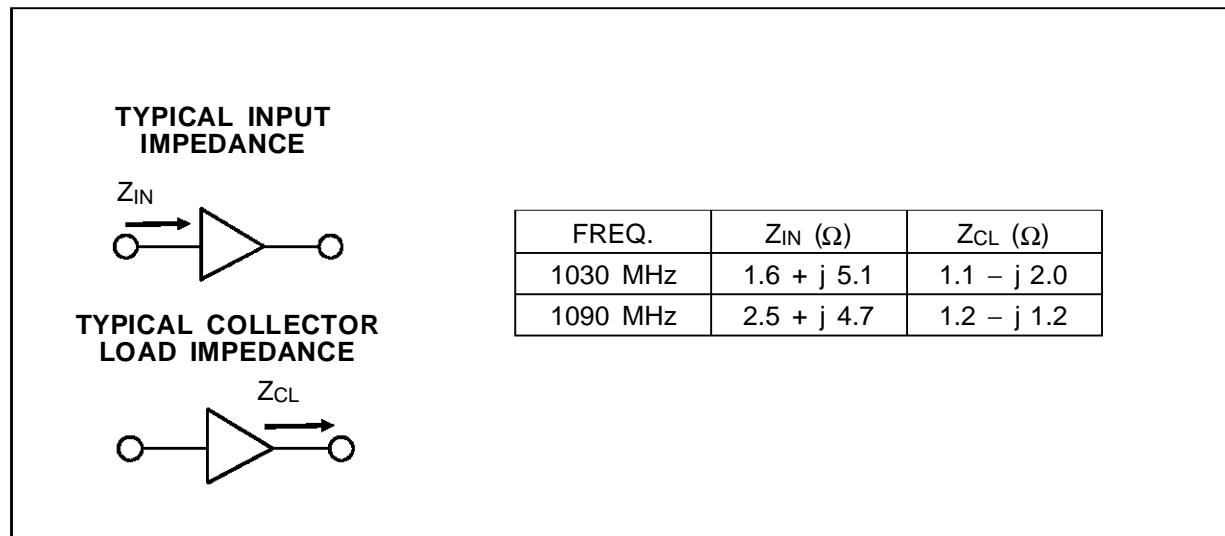 TYPICAL INPUT
IMPEDANCE
ZIN
TYPICAL COLLECTOR
LOAD IMPEDANCE
ZCL
FREQ. ZIN (Ω) ZCL (Ω)
1030 MHz 1.6 + j 5.1 1.1 – j 2.0
1090 MHz 2.5 + j 4.7 1.2 – j 1.2